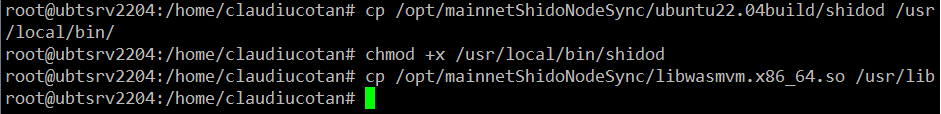 root@ubtsrv2204:/home/claudiucotan# cp /opt/mainnetShidoNodeSync/ubuntu22.04build/shidod /usr
/local/bin/
root@ubtsrv2204:/home/claudiucotan# chmod +x /usr/local/bin/shidod
root@ubtsrv2204:/home/claudiucotan# cp /opt/mainnetShidoNodeSync/libwasmvm.x86_64.so /usr/lib
root@ubtsrv2204:/home/claudiucotan#